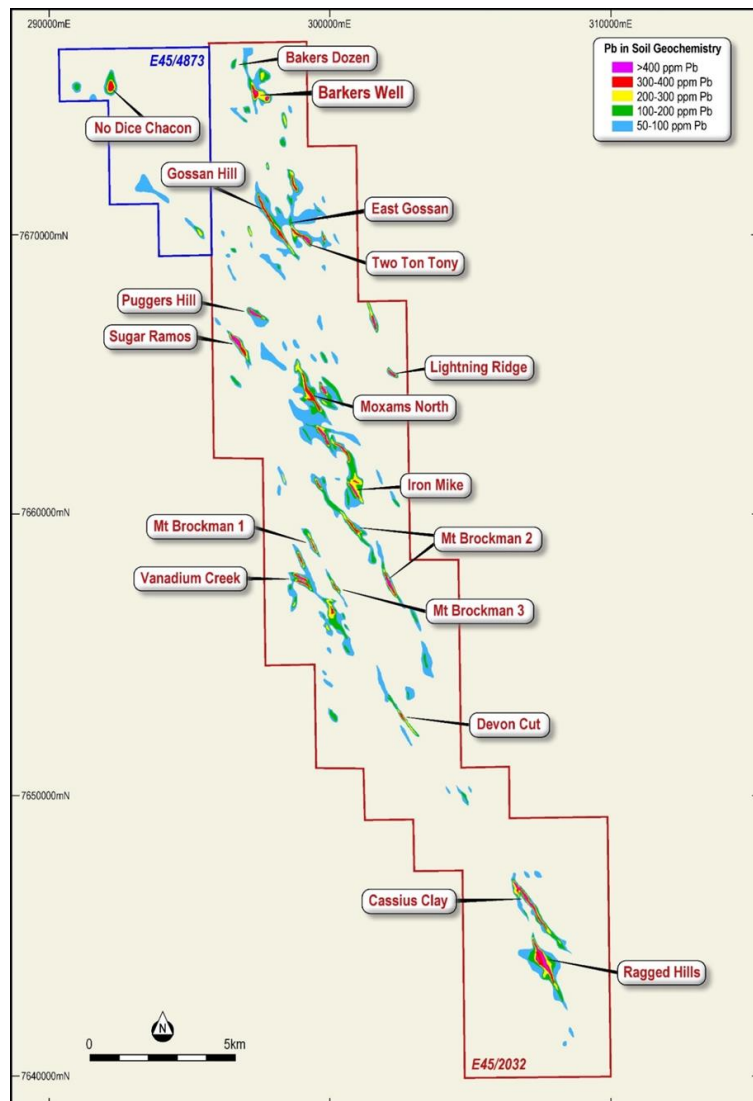 290000mE
300000mE
310000mE
E45/4873
Pb in Soil Geochemistry
>400 ppm Pb
300-400 ppm Pb
200-300 ppm Pb
100-200 ppm Pb
50-100 ppm Pb
Bakers Dozen
Barkers Well
No Dice Chacon
Gossan Hill
East Gossan
7670000mN
Two Ton Tony
Puggers Hill
Sugar Ramos
Lightning Ridge
Moxams North
Iron Mike
7660000mN
Mt Brockman 1
Mt Brockman 2
Vanadium Creek
Mt Brockman 3
Devon Cut
7650000mN
Cassius Clay
Ragged Hills
N
0
5km
E45/2032
7640000mN